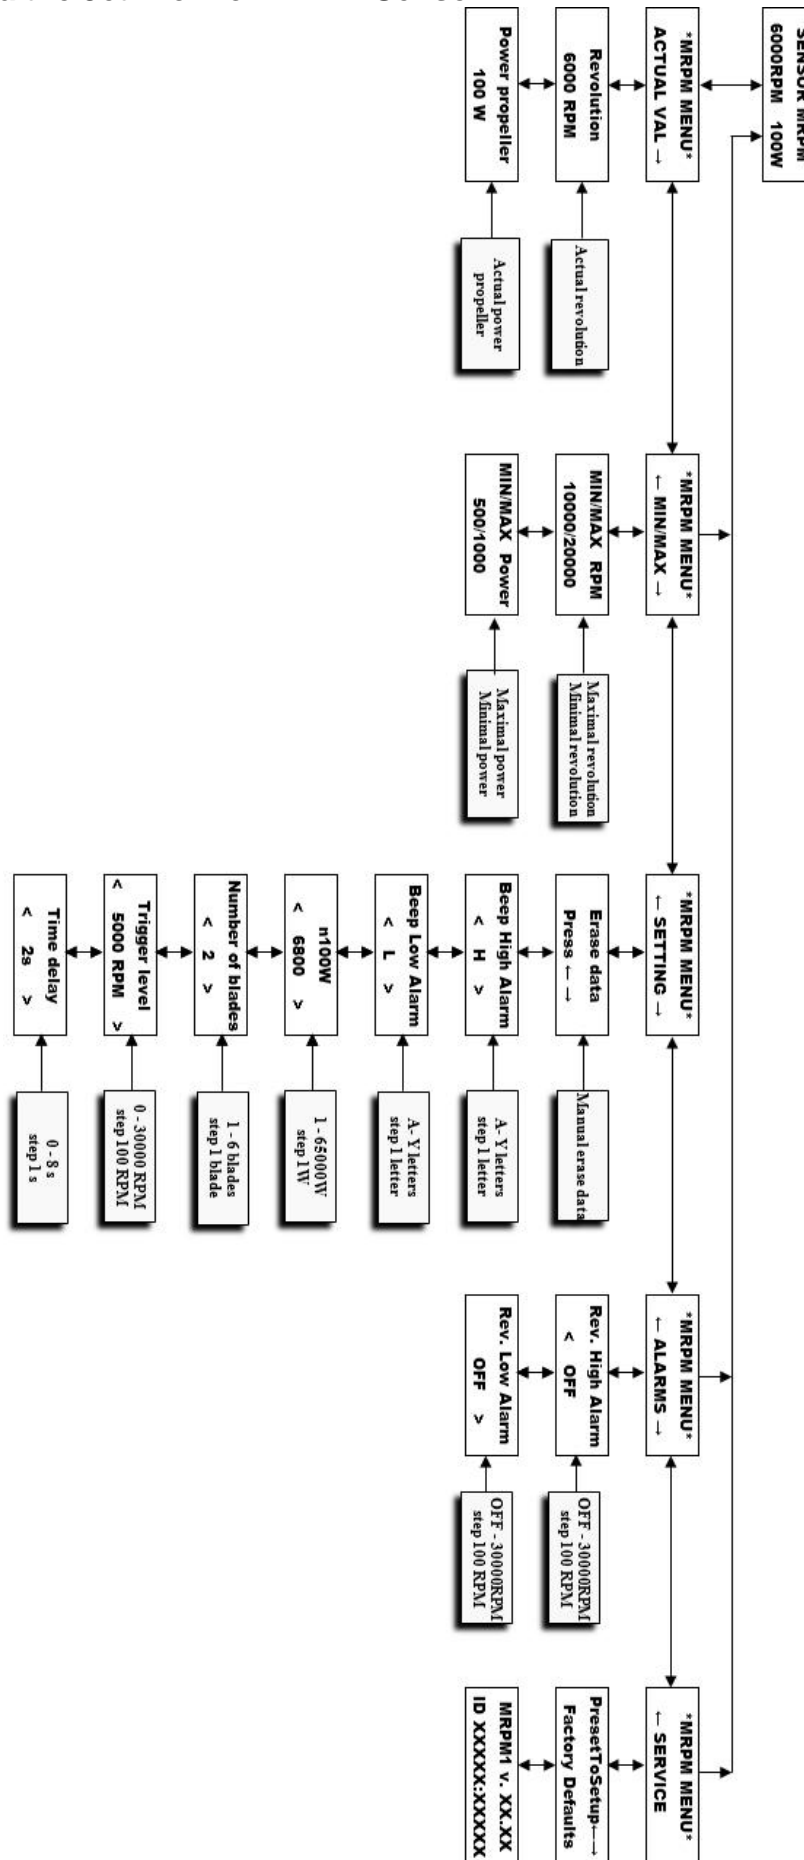 SENSOR MRPM
6000RPM 100W
*MRPM MENU*
ACTUAL VAL →
Revolution
6000 RPM
Actual revolution
Power propeller
100 W
Actual power
propeller
*MRPM MENU*
← MIN/MAX →
MIN/MAX RPM
10000/20000
Maximal revolution
Minimal revolution
MIN/MAX Power
500/1000
Maximal power
Minimal power
*MRPM MENU*
← SETTING →
Erase data
Press ← →
Manual erase data
Beep High Alarm
< H >
A- Y letters
step 1 letter
Beep Low Alarm
< L >
A- Y letters
step 1 letter
n100W
< 6800 >
1 - 65000W
step 1W
Number of blades
< 2 >
1 - 6 blades
step 1 blade
Trigger level
< 5000 RPM >
0 - 30000 RPM
step 100 RPM
Time delay
< 2s >
0 - 8 s
step 1 s
*MRPM MENU*
← ALARMS →
Rev. High Alarm
< OFF
OFF - 30000RPM
step 100 RPM
Rev. Low Alarm
OFF >
OFF - 30000RPM
step 100 RPM
*MRPM MENU*
← SERVICE
PresetToSetup←→
Factory Defaults
MRPM1 v. XX.XX
ID XXXXX:XXXXX